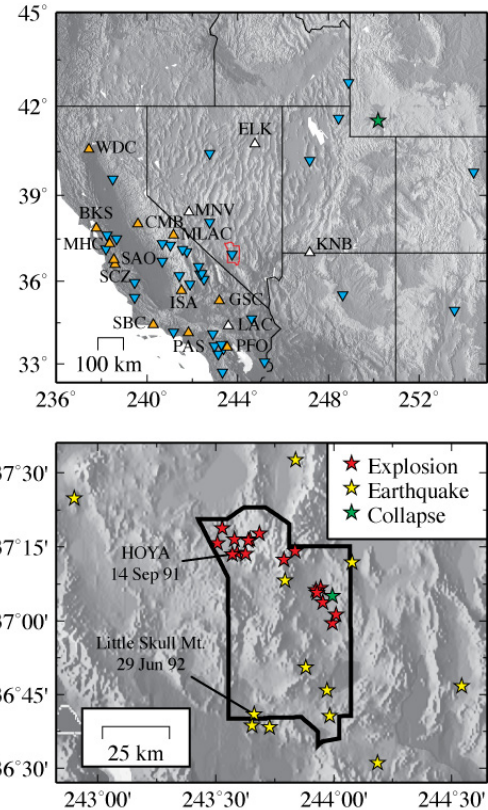 45°
42°
39°
36°
33°
ELK
WDC
BKS
CMB
MNV
MLAC
MHC
KNB
SAO
SCZ
ISA
GSC
SBC
LAC
PAS
PFO
100 km
236° 240° 244° 248° 252°
37°30'
37°15'
37°00'
36°45'
36°30'
Explosion
Earthquake
Collapse
HOYA
14 Sep 91
Little Skull Mt.
29 Jun 92
25 km
243°00' 243°30' 244°00' 244°30'